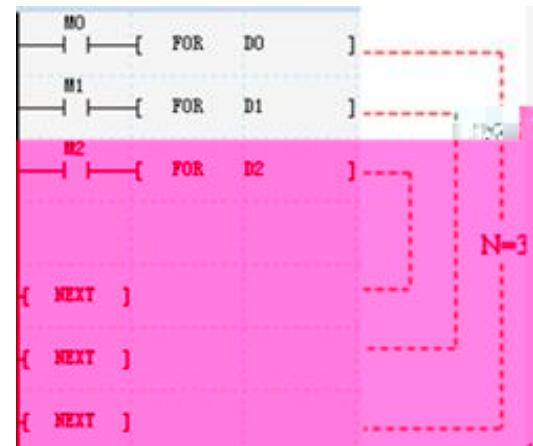 M0
[ FOR D0 ]
M1
[ FOR D1 ]
M2
[ FOR D2 ]
N=3
[ NEXT ]
[ NEXT ]
[ NEXT ]